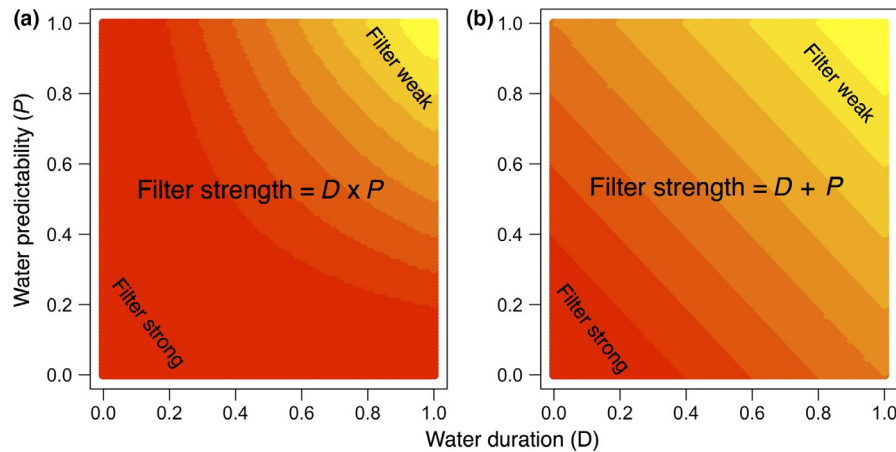 (a)
Water predictability (P)
1.0
0.8
0.6
0.4
0.2
0.0
Filter weak
Filter strength = D x P
Filter strong
0.0 0.2 0.4 0.6 0.8 1.0
(b)
1.0
0.8
0.6
0.4
0.2
0.0
Filter weak
Filter strength = D + P
Filter strong
0.0 0.2 0.4 0.6 0.8 1.0
Water duration (D)